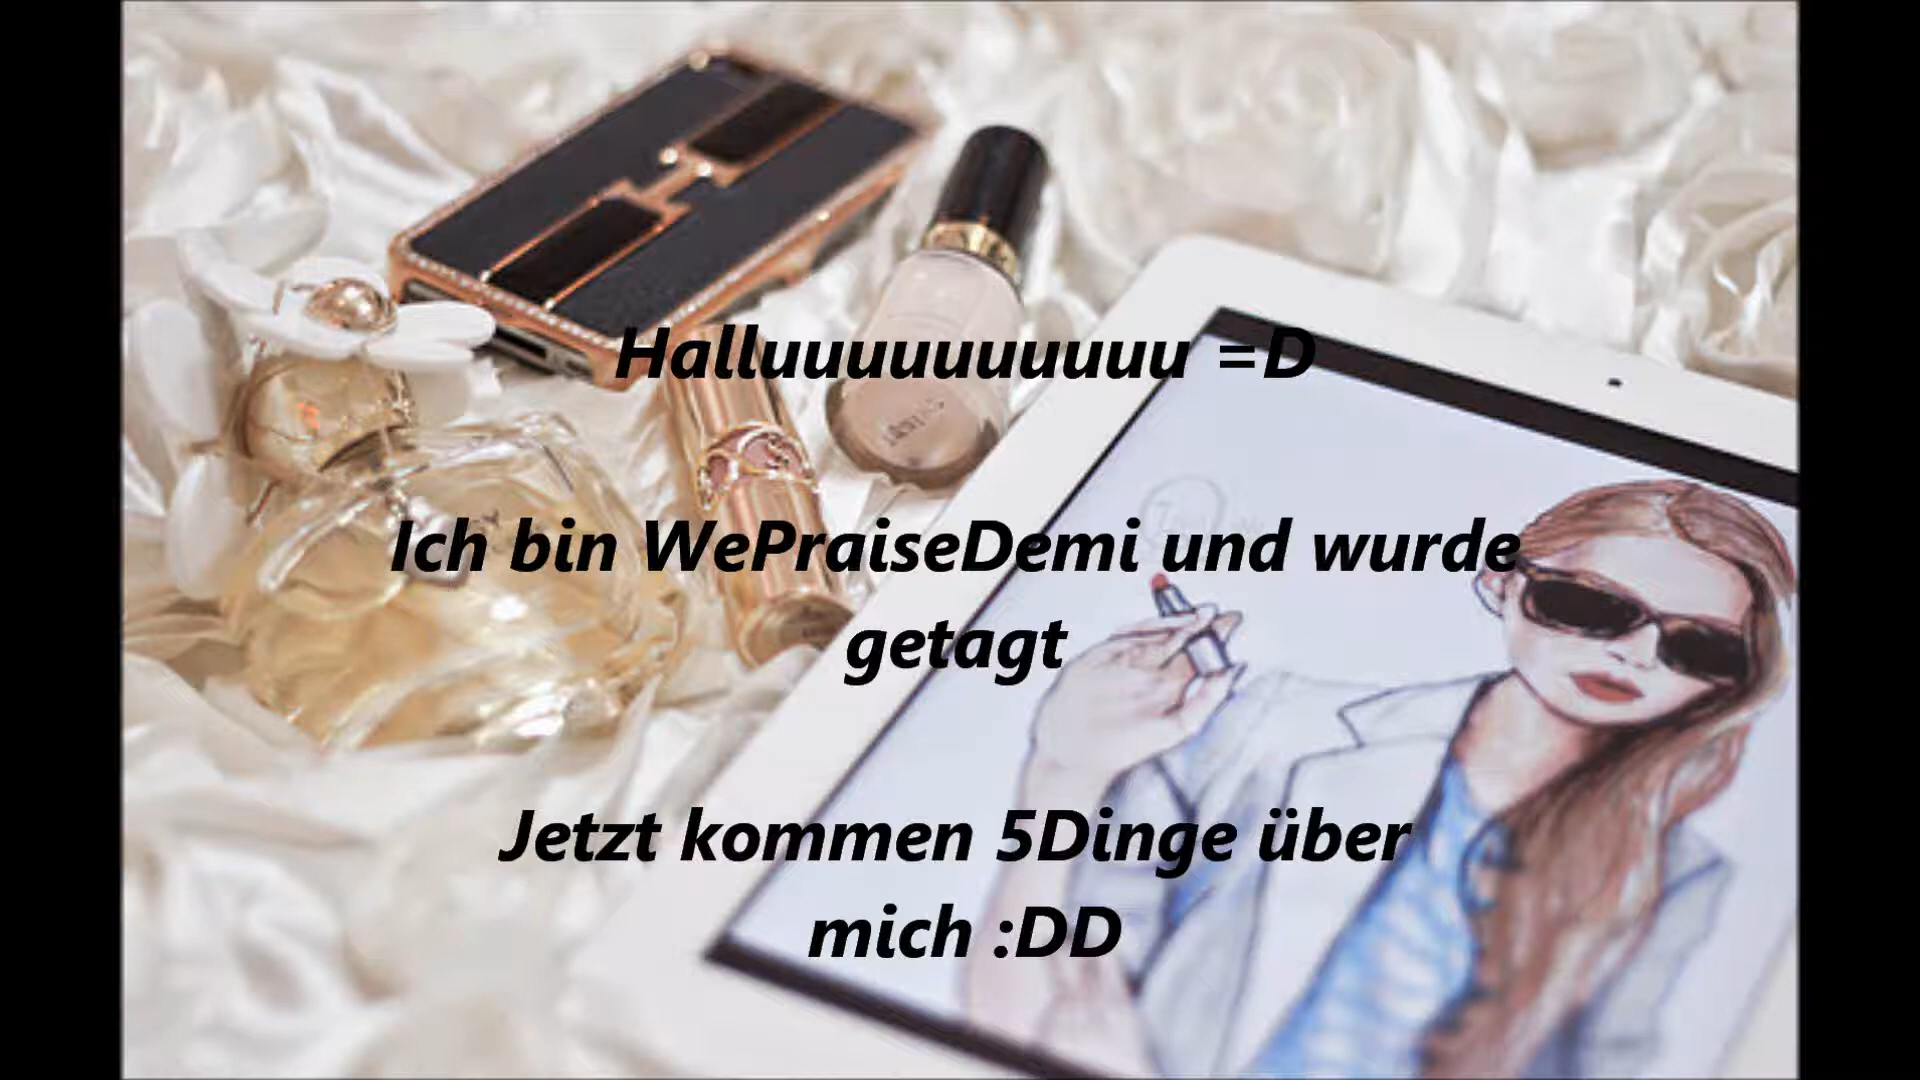 Halluuuuuuuuuu =D
Ich bin WePraiseDemi und wurde
getagt
Jetzt kommen 5Dinge über
mich :DD